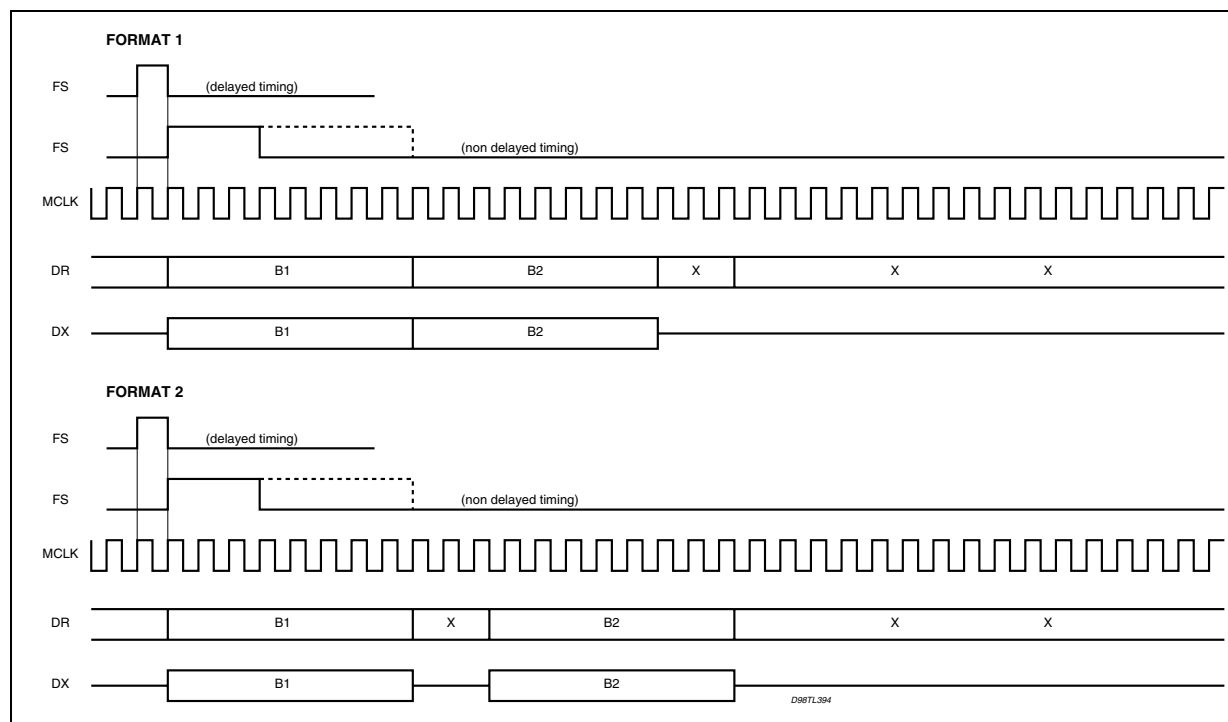 FORMAT 1
FS (delayed timing)
FS (non delayed timing)
MCLK
DR B1 B2 X X X
DX B1 B2
FORMAT 2
FS (delayed timing)
FS (non delayed timing)
MCLK
DR B1 X B2 X X
DX B1 B2
D98TL394